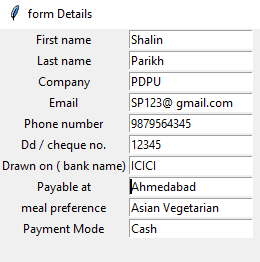 form Details
First name Shalin
Last name Parikh
Company PDPU
Email SP123@ gmail.com
Phone number 9879564345
Dd / cheque no. 12345
Drawn on ( bank name) ICICI
Payable at Ahmedabad
meal preference Asian Vegetarian
Payment Mode Cash